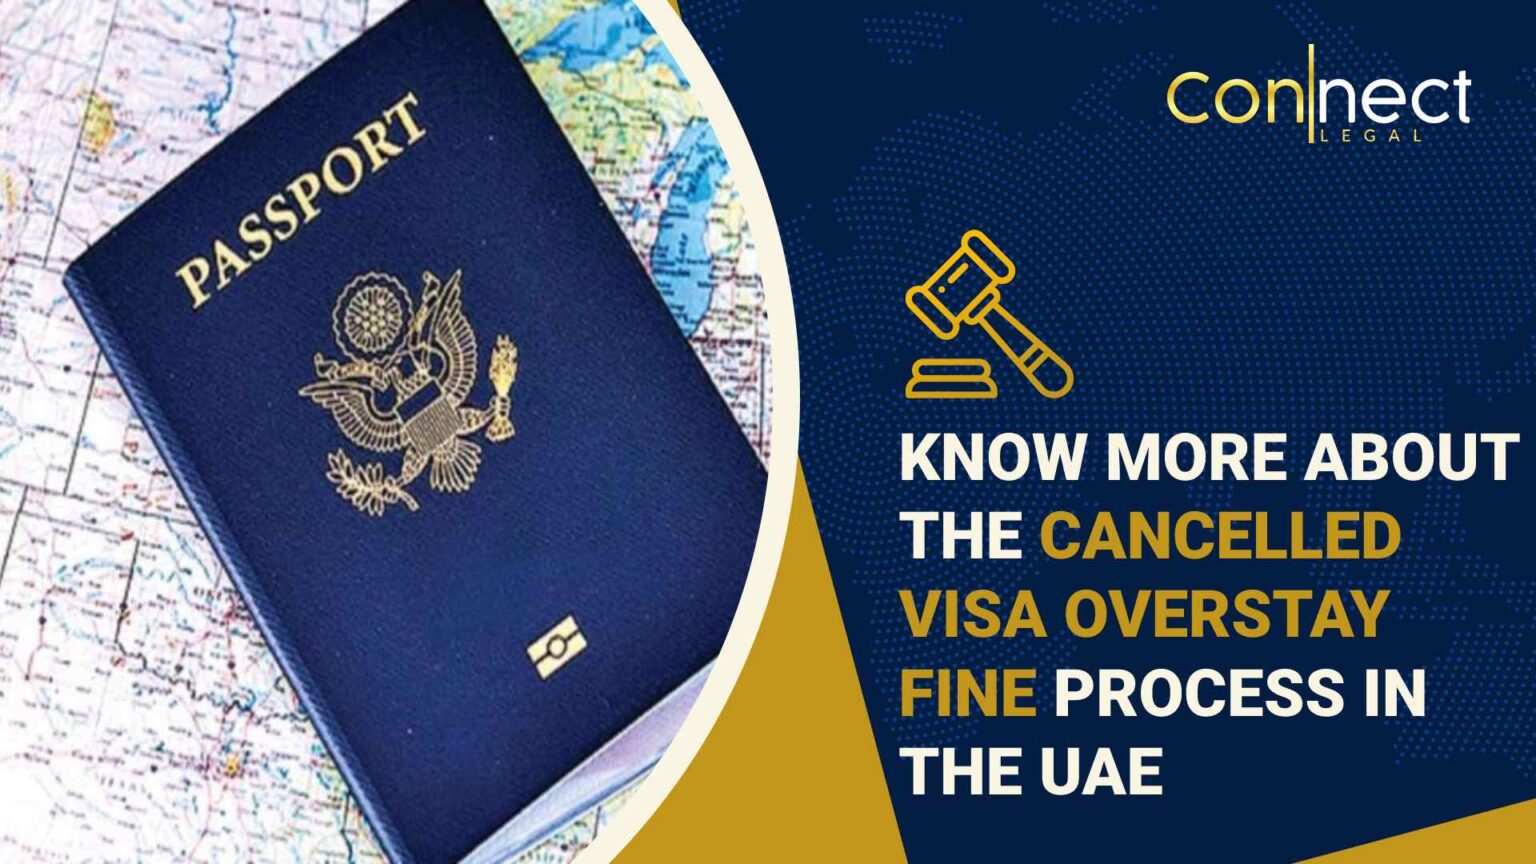 PASSPORT
Connect
LEGAL
KNOW MORE ABOUT
THE CANCELLED
VISA OVERSTAY
FINE PROCESS IN
THE UAE